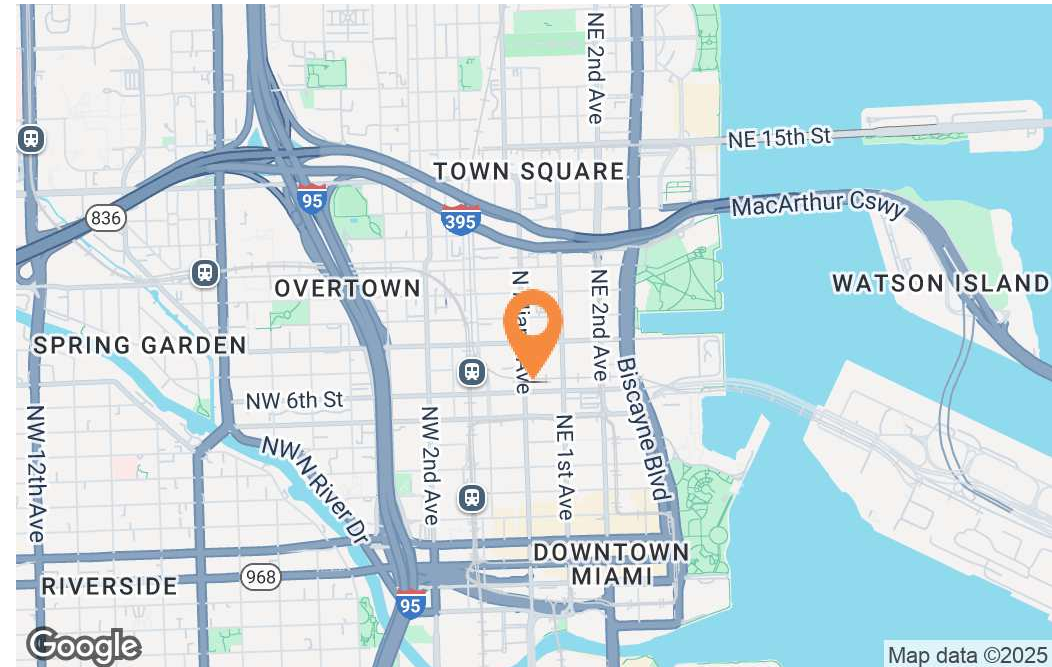 NE 2nd Ave
NE 15th St
TOWN SQUARE
95
395
836
MacArthur Cswy
OVERTOWN
WATSON ISLAND
N
Ave
NE 2nd Ave
SPRING GARDEN
Biscayne Blvd
NW 6th St
NW 12th Ave
NW N River Dr
NW 2nd Ave
NE 1st Ave
DOWNTOWN
MIAMI
RIVERSIDE
968
95
Google
Map data ©2025